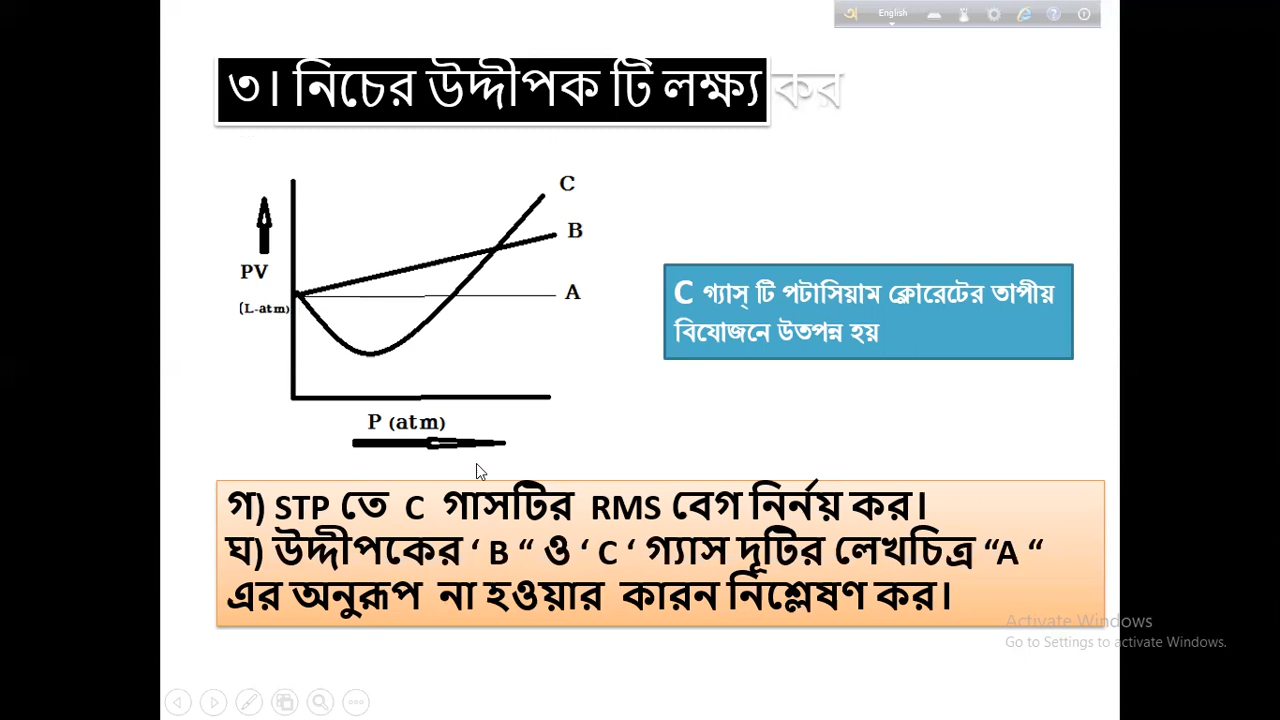 English
৩। নিচের উদ্দীপক টি লক্ষ্য কর
C
B
PV
A
(L-atm)
P (atm)
C গ্যাস্ টি পটাসিয়াম ক্লোরেটের তাপীয়
বিযোজনে উতপন্ন হয়
গ) STP তে C গাসটির RMS বেগ নির্নয় কর।
ঘ) উদ্দীপকের ‘ B “ ও ‘ C ‘ গ্যাস দূটির লেখচিত্র “A “
এর অনুরূপ না হওয়ার কারন বিশ্লেষণ কর।
Activate Windows
Go to Settings to activate Windows.